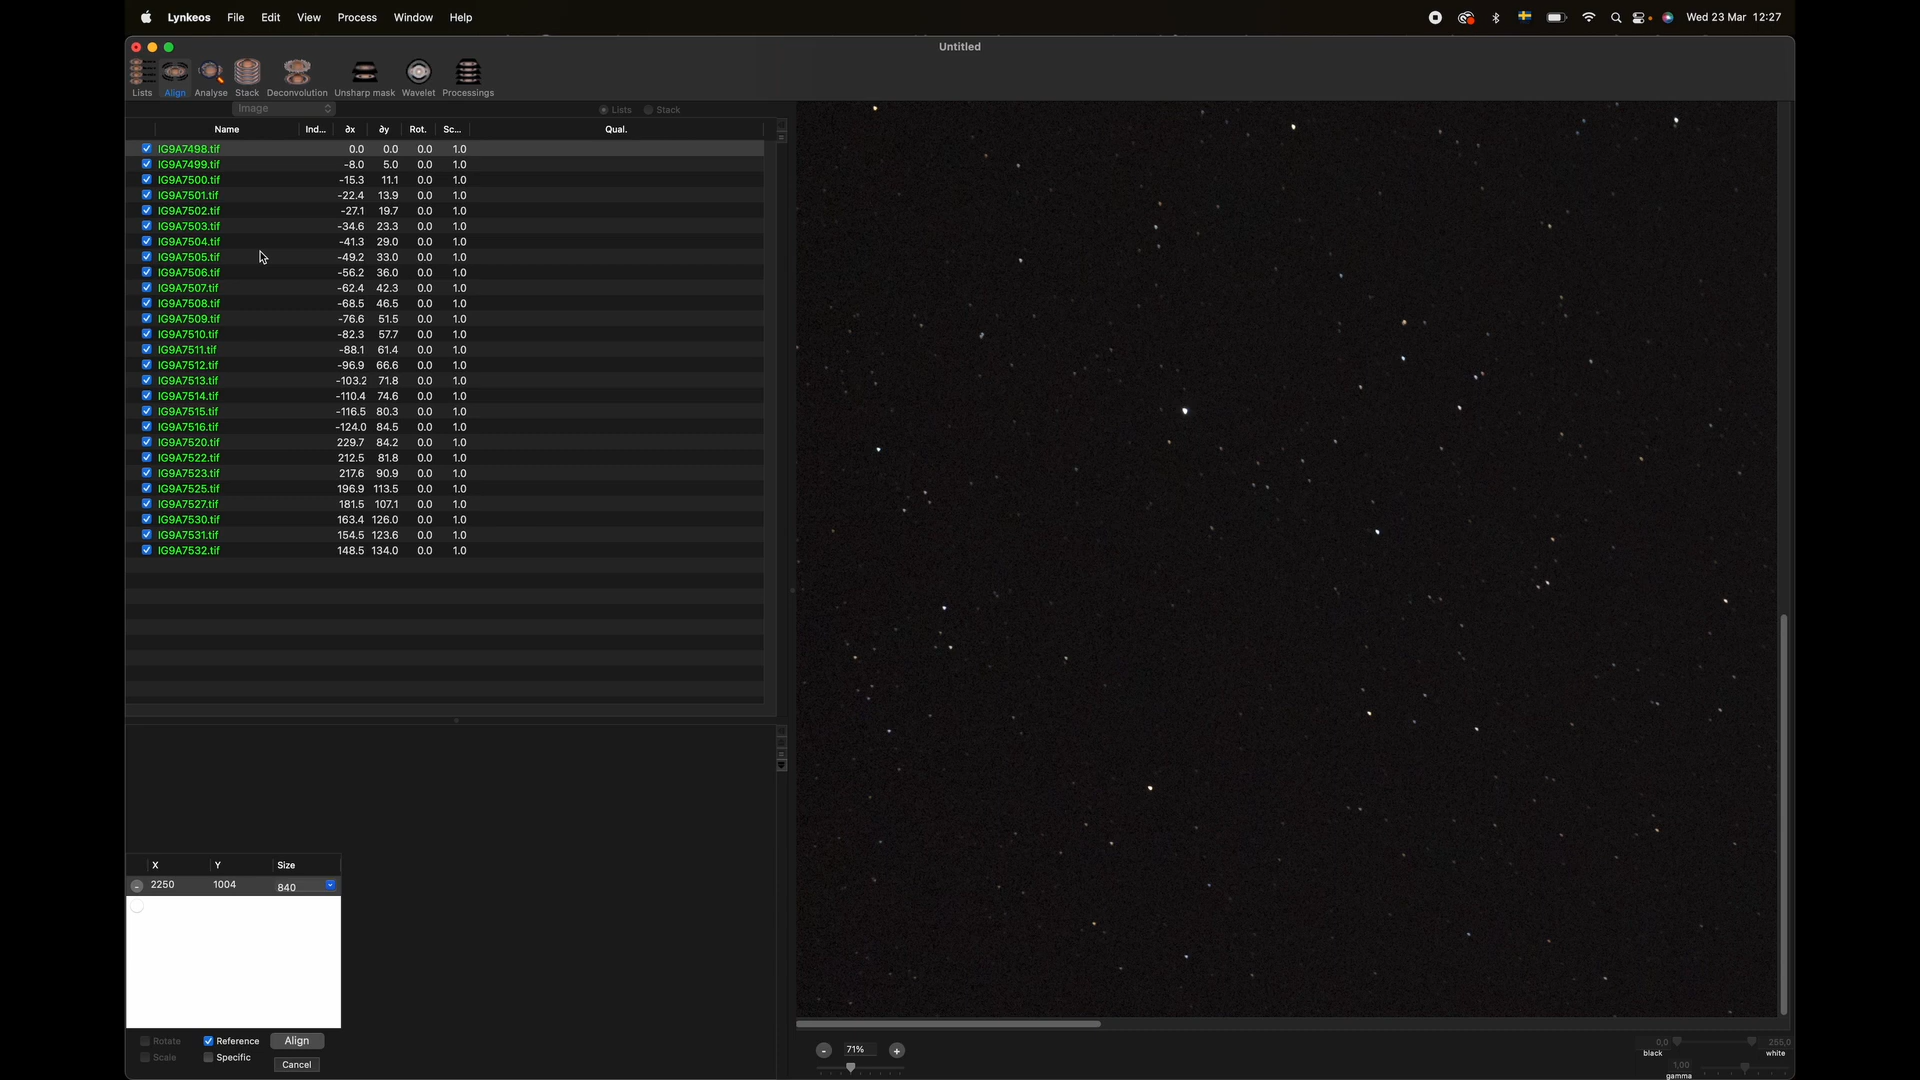 Lynkeos File Edit View Process Window Help Wed 23 Mar 12:27
Untitled
Lists Align Analyse Stack Deconvolution Unsharp mask Wavelet Processings
Image Lists Stack
Name Ind... ∂x ∂y Rot. Sc... Qual.
IG9A7498.tif 0.0 0.0 0.0 1.0
IG9A7499.tif -8.0 5.0 0.0 1.0
IG9A7500.tif -15.3 11.1 0.0 1.0
IG9A7501.tif -22.4 13.9 0.0 1.0
IG9A7502.tif -27.1 19.7 0.0 1.0
IG9A7503.tif -34.6 23.3 0.0 1.0
IG9A7504.tif -41.3 29.0 0.0 1.0
IG9A7505.tif -49.2 33.0 0.0 1.0
IG9A7506.tif -56.2 36.0 0.0 1.0
IG9A7507.tif -62.4 42.3 0.0 1.0
IG9A7508.tif -68.5 46.5 0.0 1.0
IG9A7509.tif -76.6 51.5 0.0 1.0
IG9A7510.tif -82.3 57.7 0.0 1.0
IG9A7511.tif -88.1 61.4 0.0 1.0
IG9A7512.tif -96.9 66.6 0.0 1.0
IG9A7513.tif -103.2 71.8 0.0 1.0
IG9A7514.tif -110.4 74.6 0.0 1.0
IG9A7515.tif -116.5 80.3 0.0 1.0
IG9A7516.tif -124.0 84.5 0.0 1.0
IG9A7520.tif 229.7 84.2 0.0 1.0
IG9A7522.tif 212.5 81.8 0.0 1.0
IG9A7523.tif 217.6 90.9 0.0 1.0
IG9A7525.tif 196.9 113.5 0.0 1.0
IG9A7527.tif 181.5 107.1 0.0 1.0
IG9A7530.tif 163.4 126.0 0.0 1.0
IG9A7531.tif 154.5 123.6 0.0 1.0
IG9A7532.tif 148.5 134.0 0.0 1.0
X Y Size
- 2250 1004 840
Rotate Reference Align
Scale Specific Cancel
- 71% +
0,0 255,0
black white
1,00
gamma